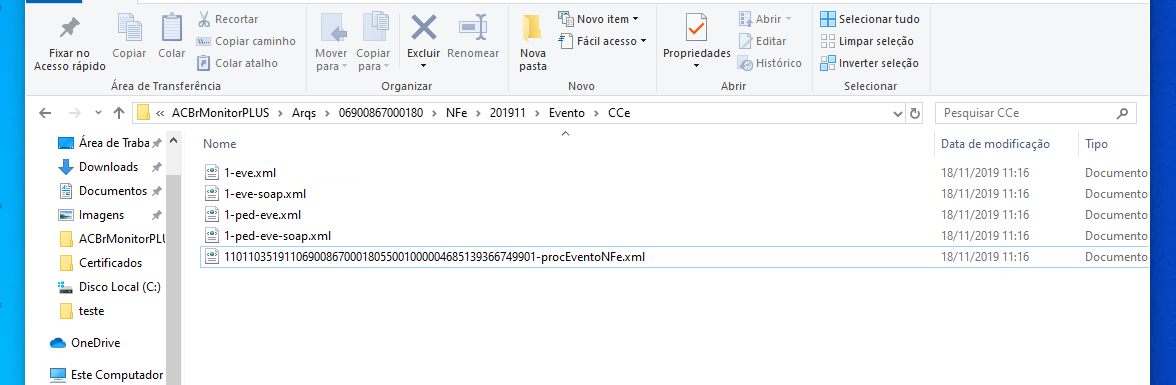 Fixar no
Acesso rápido
Copiar
Colar
Recortar
Copiar caminho
Colar atalho
Área de Transferência
Mover
para
Copiar
para
Excluir
Renomear
Organizar
Nova
pasta
Novo item
Fácil acesso
Novo
Propriedades
Abrir
Editar
Histórico
Abrir
Selecionar tudo
Limpar seleção
Inverter seleção
Selecionar
« ACBrMonitorPLUS > Arqs > 06900867000180 > NFe > 201911 > Evento > CCe
Pesquisar CCe
Área de Traba
Downloads
Documentos
Imagens
ACBrMonitorPLU
Certificados
Disco Local (C:)
teste
OneDrive
Este Computador
Nome Data de modificação Tipo
1-eve.xml 18/11/2019 11:16 Documento
1-eve-soap.xml 18/11/2019 11:16 Documento
1-ped-eve.xml 18/11/2019 11:16 Documento
1-ped-eve-soap.xml 18/11/2019 11:16 Documento
1101103519110690086700018055001000004685139366749901-procEventoNFe.xml 18/11/2019 11:16 Documento